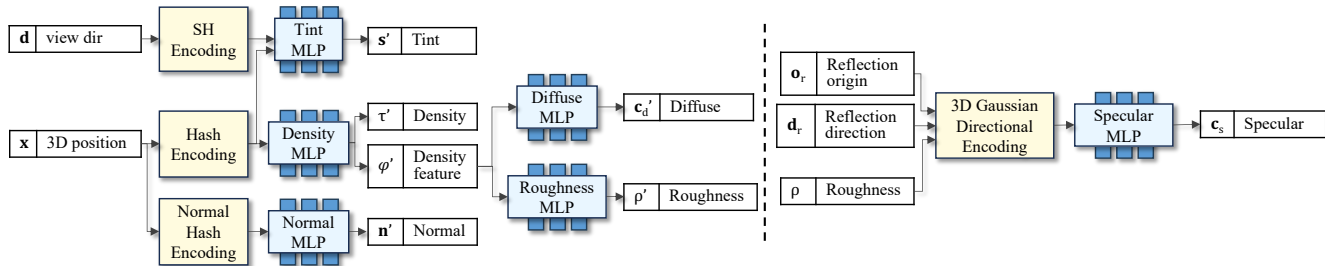 d view dir
SH
Encoding
Tint
MLP
s' Tint
x 3D position
Hash
Encoding
Density
MLP
τ' Density
φ' Density
feature
Normal
Hash
Encoding
Normal
MLP
n' Normal
Diffuse
MLP
c_d' Diffuse
Roughness
MLP
ρ' Roughness
o_r Reflection
origin
d_r Reflection
direction
ρ Roughness
3D Gaussian
Directional
Encoding
Specular
MLP
c_s Specular